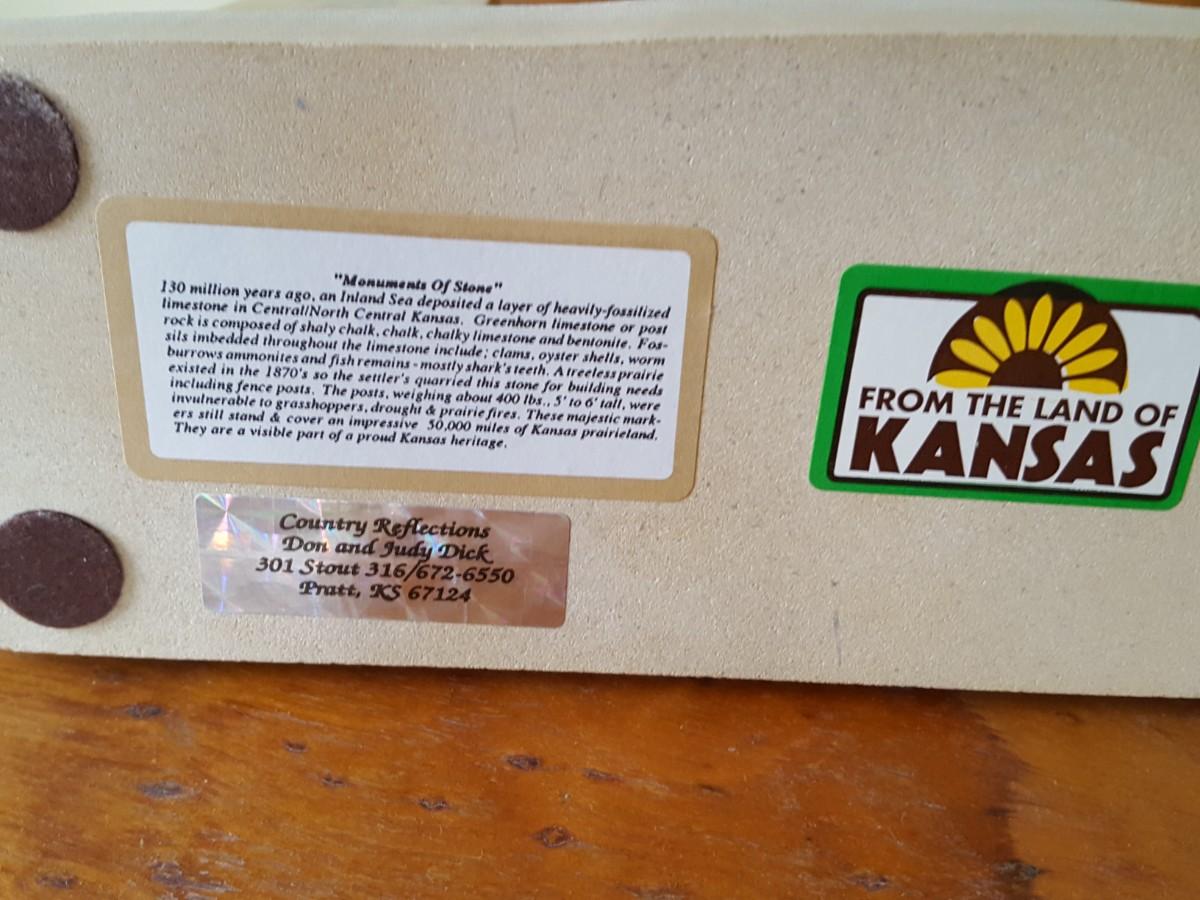 "Monuments Of Stone"
130 million years ago, an Inland Sea deposited a layer of heavily-fossilized
limestone in Central/North Central Kansas. Greenhorn limestone or post
rock is composed of shaly chalk, chalk, chalky limestone and bentonite. Fos-
sils imbedded throughout the limestone include; clams, oyster shells, worm
burrows ammonites and fish remains - mostly shark's teeth. A treeless prairie
existed in the 1870's so the settler's quarried this stone for building needs
including fence posts. The posts, weighing about 400 lbs., 5' to 6' tall, were
invulnerable to grasshoppers, drought & prairie fires. These majestic mark-
ers still stand & cover an impressive 30,000 miles of Kansas prairieland.
They are a visible part of a proud Kansas heritage.
Country Reflections
Don and Judy Dick
301 Stout 316/672-6550
Pratt, KS 67124
FROM THE LAND OF
KANSAS